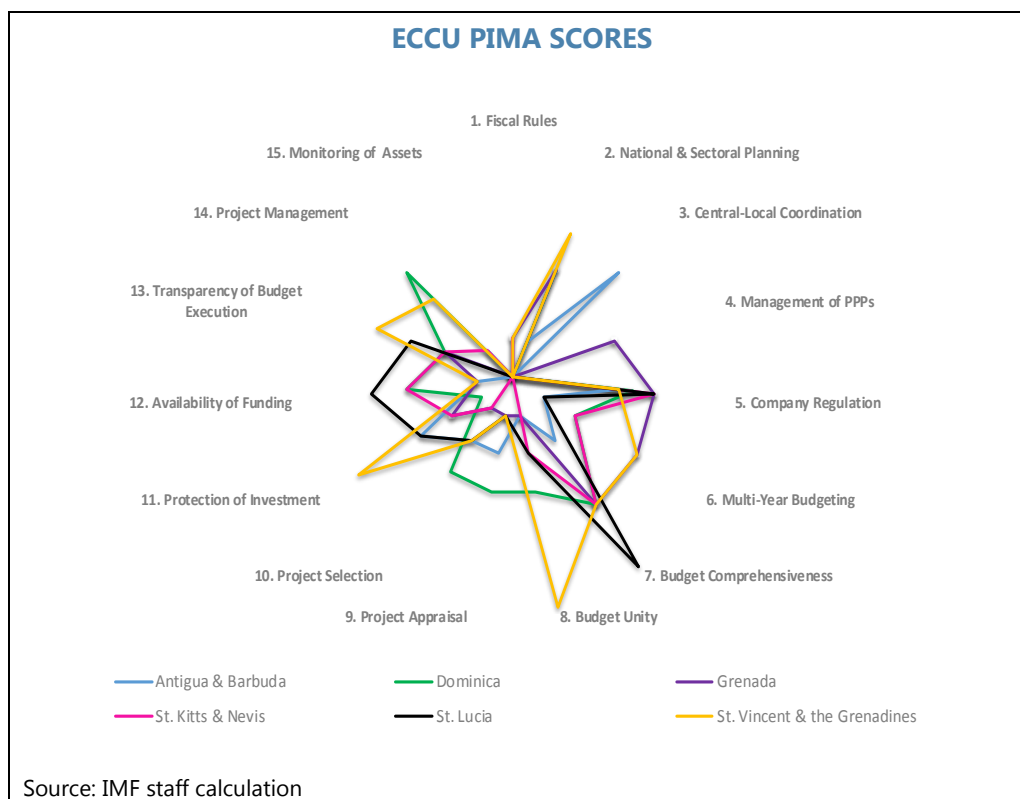 ECCU PIMA SCORES
1. Fiscal Rules
15. Monitoring of Assets
2. National & Sectoral Planning
14. Project Management
3. Central-Local Coordination
13. Transparency of Budget
Execution
4. Management of PPPs
12. Availability of Funding
5. Company Regulation
11. Protection of Investment
6. Multi-Year Budgeting
10. Project Selection
7. Budget Comprehensiveness
9. Project Appraisal
8. Budget Unity
Antigua & Barbuda
Dominica
Grenada
St. Kitts & Nevis
St. Lucia
St. Vincent & the Grenadines
Source: IMF staff calculation